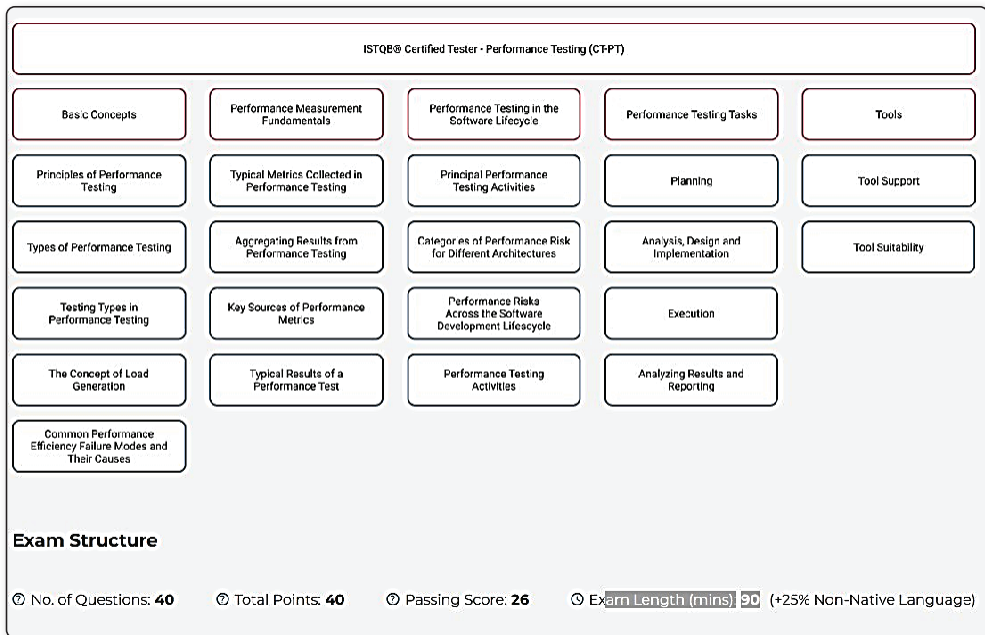 ISTQB® Certified Tester - Performance Testing (CT-PT)
Basic Concepts
Performance Measurement
Fundamentals
Performance Testing in the
Software Lifecycle
Performance Testing Tasks
Tools
Principles of Performance
Testing
Typical Metrics Collected in
Performance Testing
Principal Performance
Testing Activities
Planning
Tool Support
Types of Performance Testing
Aggregating Results from
Performance Testing
Categories of Performance Risk
for Different Architectures
Analysis, Design and
Implementation
Tool Suitability
Testing Types in
Performance Testing
Key Sources of Performance
Metrics
Performance Risks
Across the Software
Development Lifecycle
Execution
The Concept of Load
Generation
Typical Results of a
Performance Test
Performance Testing
Activities
Analyzing Results and
Reporting
Common Performance
Efficiency Failure Modes and
Their Causes
Exam Structure
No. of Questions: 40 Total Points: 40 Passing Score: 26 Exam Length (mins): 90 (+25% Non-Native Language)